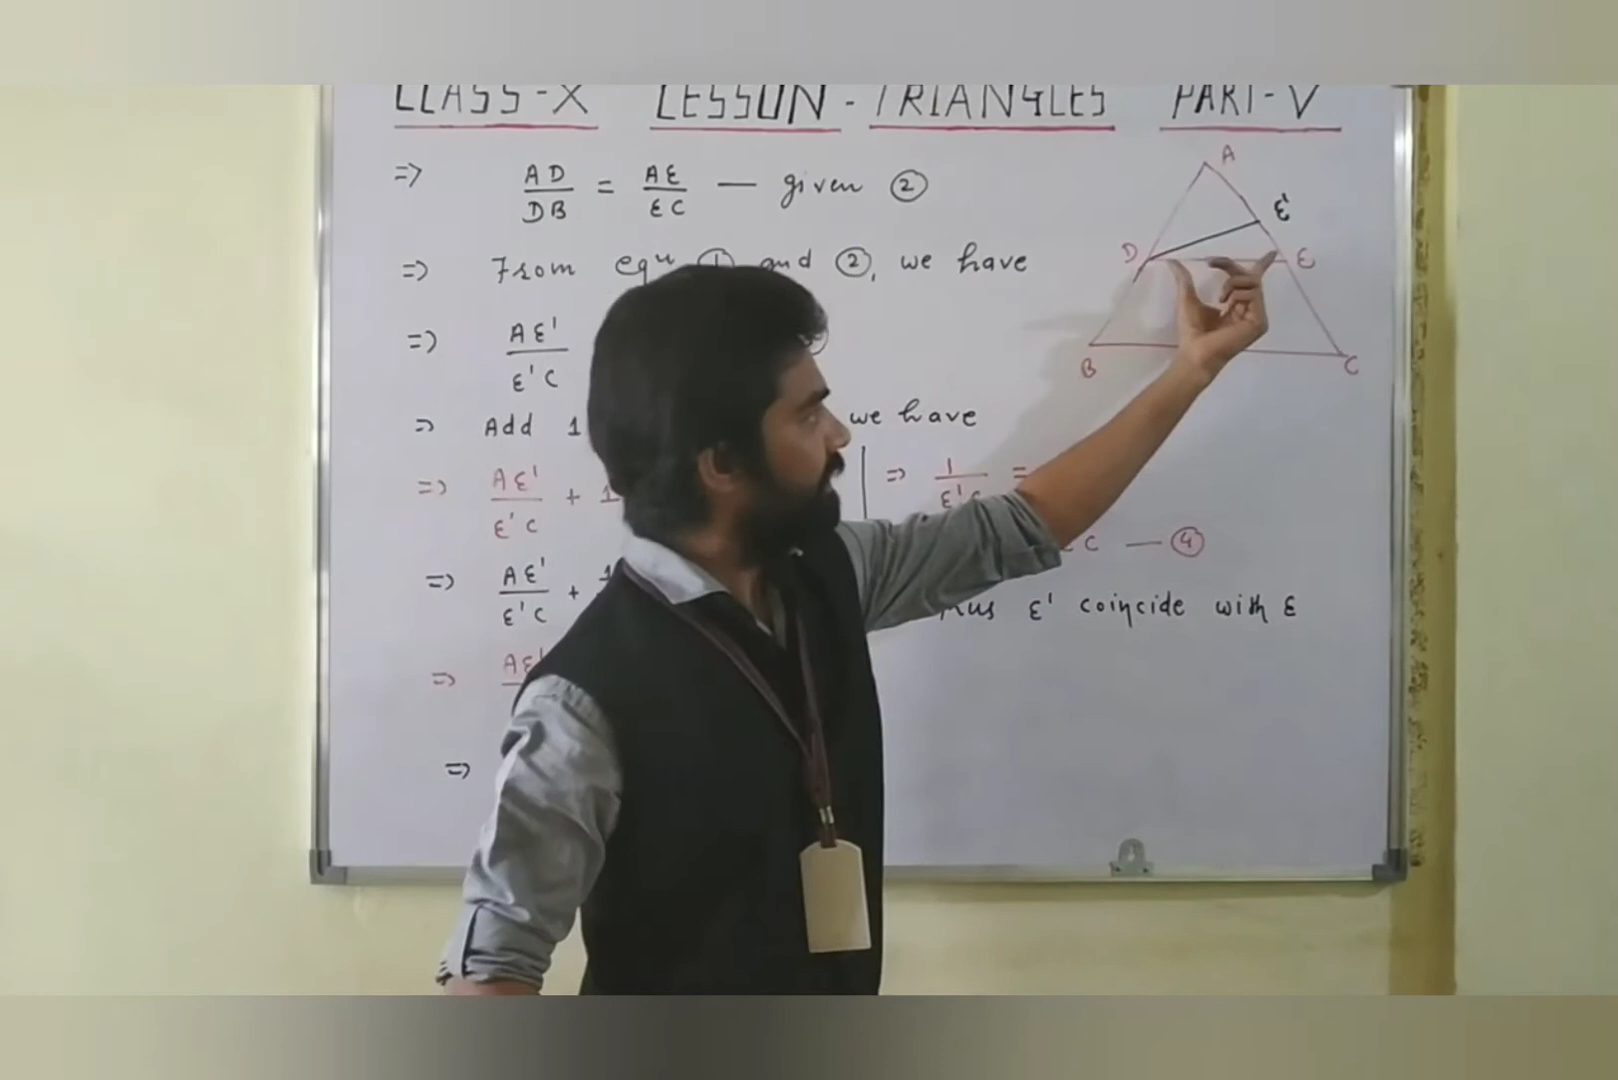 CLASS-X LESSON - TRIANGLES PART-V
=> AD/DB = AE/EC — given ②
=> From equ ① and ②, we have
=> AE'/E'C
=> Add 1 we have
=> AE'/E'C + 1
=> AE'/E'C + 1
=> AE'
=>
=> 1/E'C =
EC — ④
E' coincide with E
A
E'
D
E
B
C